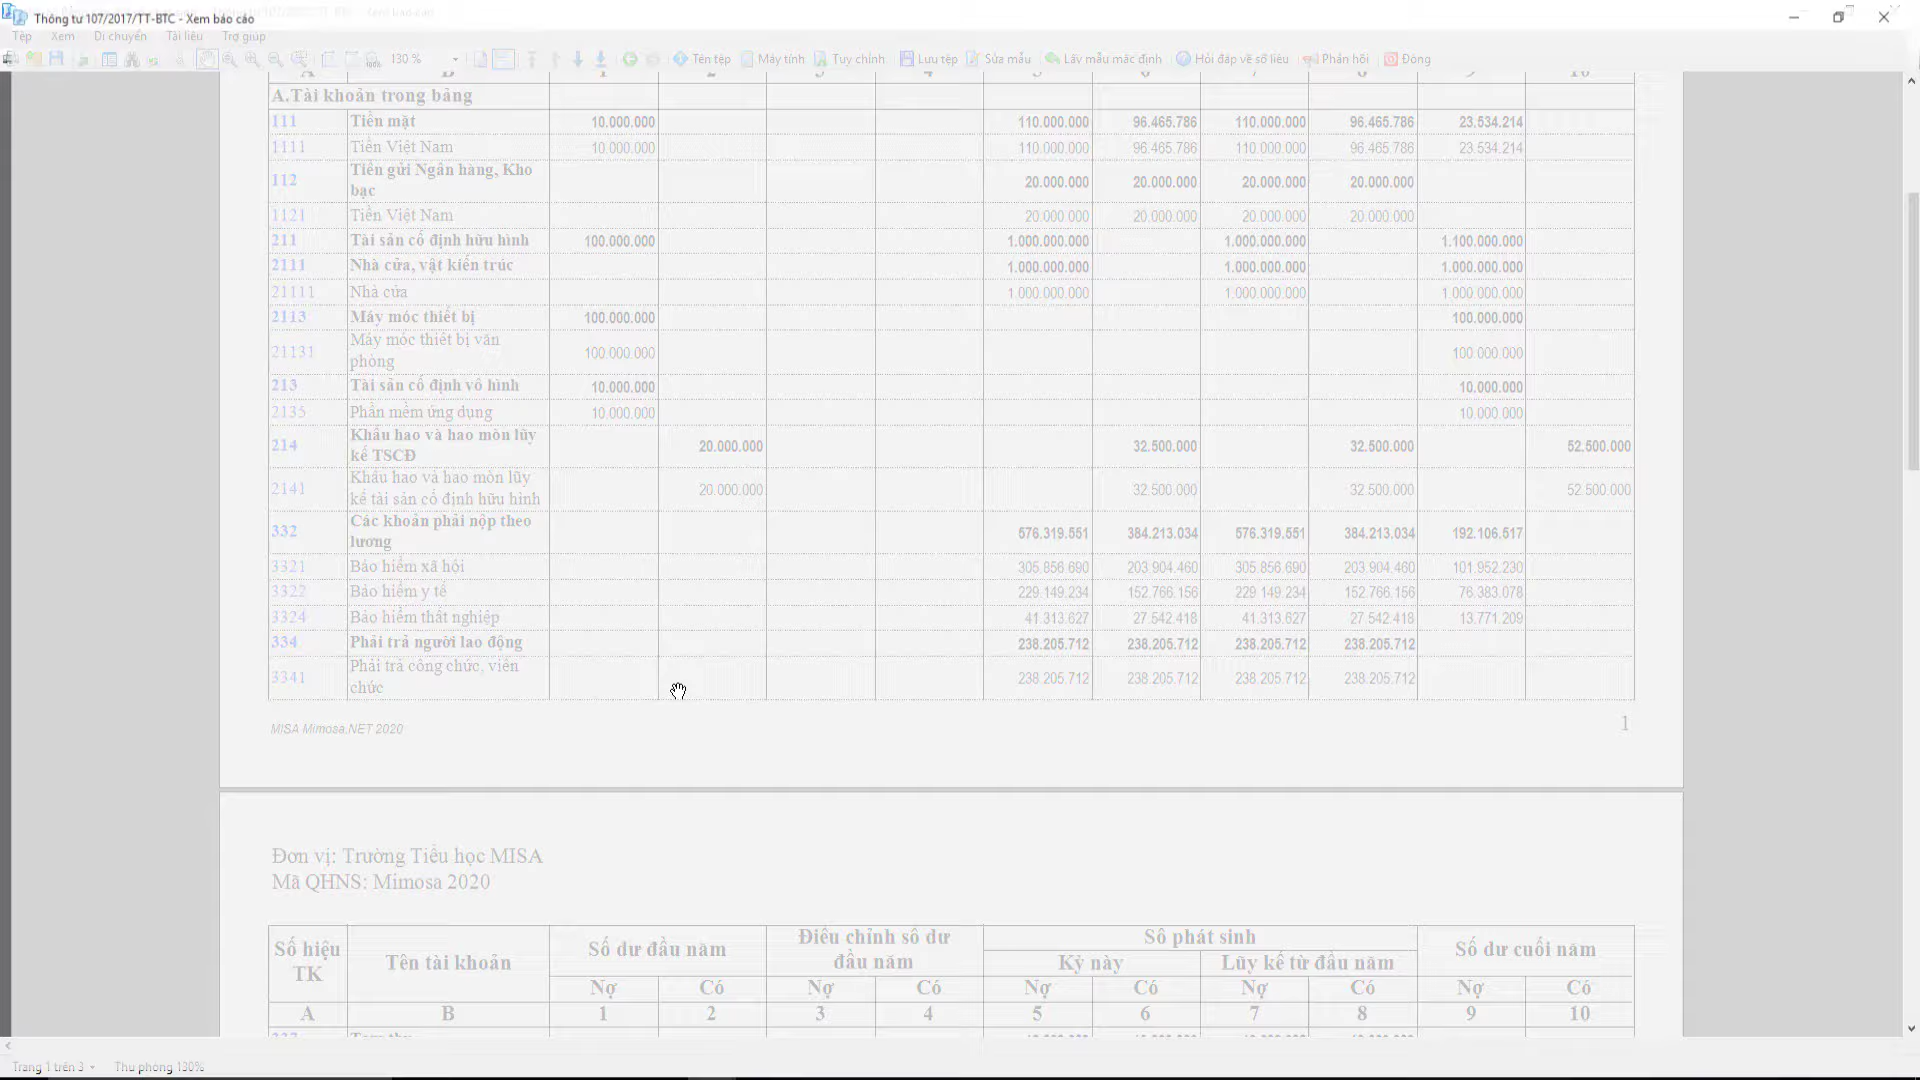 Thông tư 107/2017/TT-BTC - Xem báo cáo
Tệp Xem Di chuyển Tài liệu Trợ giúp
130 % Tên tệp Máy tính Tùy chỉnh Lưu tệp Sửa mẫu Lấy mẫu mặc định Hỏi đáp về số liệu Phản hồi Đóng
A B 1 2 3 4 5 6 7 8 9 10
A.Tài khoản trong bảng
111 Tiền mặt 10.000.000 110.000.000 96.465.786 110.000.000 96.465.786 23.534.214
1111 Tiền Việt Nam 10.000.000 110.000.000 96.465.786 110.000.000 96.465.786 23.534.214
112 Tiền gửi Ngân hàng, Kho bạc 20.000.000 20.000.000 20.000.000 20.000.000
1121 Tiền Việt Nam 20.000.000 20.000.000 20.000.000 20.000.000
211 Tài sản cố định hữu hình 100.000.000 1.000.000.000 1.000.000.000 1.100.000.000
2111 Nhà cửa, vật kiến trúc 1.000.000.000 1.000.000.000 1.000.000.000
21111 Nhà cửa 1.000.000.000 1.000.000.000 1.000.000.000
2113 Máy móc thiết bị 100.000.000 100.000.000
21131 Máy móc thiết bị văn phòng 100.000.000 100.000.000
213 Tài sản cố định vô hình 10.000.000 10.000.000
2135 Phần mềm ứng dụng 10.000.000 10.000.000
214 Khấu hao và hao mòn lũy kế TSCĐ 20.000.000 32.500.000 32.500.000 52.500.000
2141 Khấu hao và hao mòn lũy kế tài sản cố định hữu hình 20.000.000 32.500.000 32.500.000 52.500.000
332 Các khoản phải nộp theo lương 576.319.551 384.213.034 576.319.551 384.213.034 192.106.517
3321 Bảo hiểm xã hội 305.856.690 203.904.460 305.856.690 203.904.460 101.952.230
3322 Bảo hiểm y tế 229.149.234 152.766.156 229.149.234 152.766.156 76.383.078
3324 Bảo hiểm thất nghiệp 41.313.627 27.542.418 41.313.627 27.542.418 13.771.209
334 Phải trả người lao động 238.205.712 238.205.712 238.205.712 238.205.712
3341 Phải trả công chức, viên chức 238.205.712 238.205.712 238.205.712 238.205.712
MISA Mimosa.NET 2020 1
Đơn vị: Trường Tiểu học MISA
Mã QHNS: Mimosa 2020
Số hiệu TK Tên tài khoản Số dư đầu năm Điều chỉnh số dư đầu năm Số phát sinh Số dư cuối năm
Kỳ này Lũy kế từ đầu năm
Nợ Có Nợ Có Nợ Có Nợ Có Nợ Có
A B 1 2 3 4 5 6 7 8 9 10
Trang 1 trên 3 Thu phóng 130%